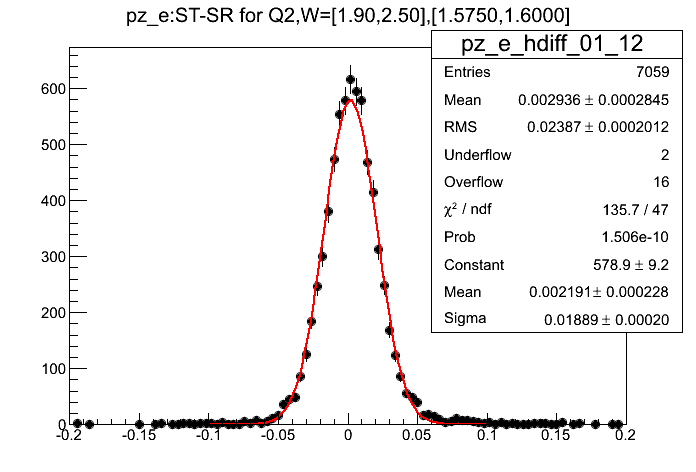 pz_e:ST-SR for Q2,W=[1.90,2.50],[1.5750,1.6000]
pz_e_hdiff_01_12
Entries 7059
Mean 0.002936 ± 0.0002845
RMS 0.02387 ± 0.0002012
Underflow 2
Overflow 16
χ² / ndf 135.7 / 47
Prob 1.506e-10
Constant 578.9 ± 9.2
Mean 0.002191 ± 0.000228
Sigma 0.01889 ± 0.00020
600
500
400
300
200
100
0
-0.2 -0.15 -0.1 -0.05 0 0.05 0.1 0.15 0.2